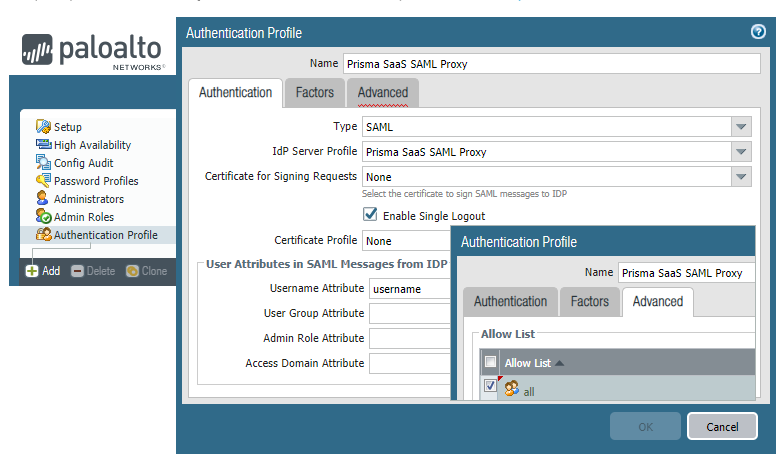 paloalto
NETWORKS®
Setup
High Availability
Config Audit
Password Profiles
Administrators
Admin Roles
Authentication Profile
Add Delete Clone
Authentication Profile
Name Prisma SaaS SAML Proxy
Authentication Factors Advanced
Type SAML
IdP Server Profile Prisma SaaS SAML Proxy
Certificate for Signing Requests None
Select the certificate to sign SAML messages to IDP
Enable Single Logout
Certificate Profile None
User Attributes in SAML Messages from IDP
Username Attribute username
User Group Attribute
Admin Role Attribute
Access Domain Attribute
Authentication Profile
Name Prisma SaaS SAML Proxy
Authentication Factors Advanced
Allow List
Allow List
all
OK Cancel